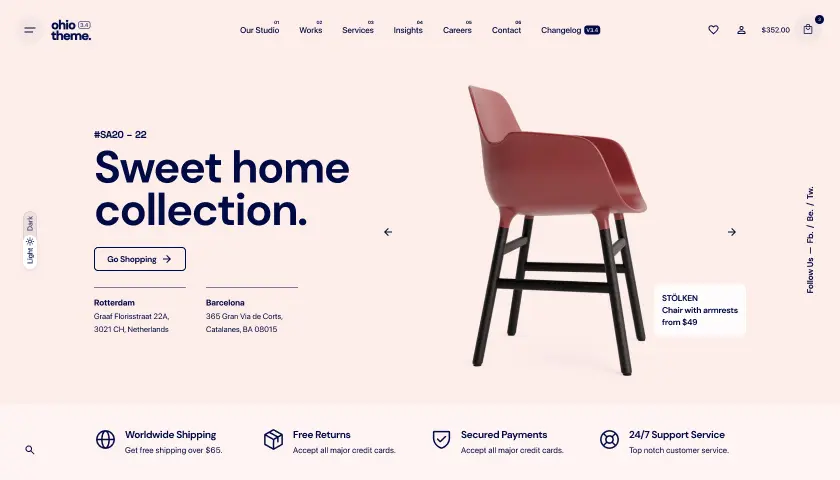 ohio 3.4
theme.
01 02 03 04 05 06
Our Studio Works Services Insights Careers Contact Changelog V3.4
$352.00
2
#SA20 – 22
Sweet home
collection.
Go Shopping
Rotterdam
Graaf Florisstraat 22A,
3021 CH, Netherlands
Barcelona
365 Gran Via de Corts,
Catalanes, BA 08015
Dark
Light
Follow Us — Fb. / Be. / Tw.
STÖLKEN
Chair with armrests
from $49
Worldwide Shipping
Get free shipping over $65.
Free Returns
Accept all major credit cards.
Secured Payments
Accept all major credit cards.
24/7 Support Service
Top notch customer service.